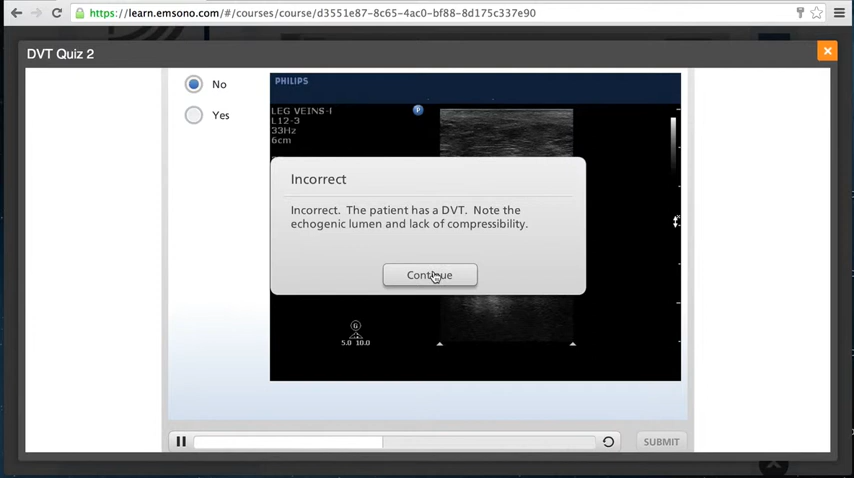 https://learn.emsono.com/#/courses/course/d3551e87-8c65-4ac0-bf88-8d175c337e90
DVT Quiz 2
No
Yes
PHILIPS
LEG VEINS-I
L12-3
33Hz
6cm
P
Incorrect
Incorrect. The patient has a DVT. Note the
echogenic lumen and lack of compressibility.
Continue
G
5.0 10.0
SUBMIT